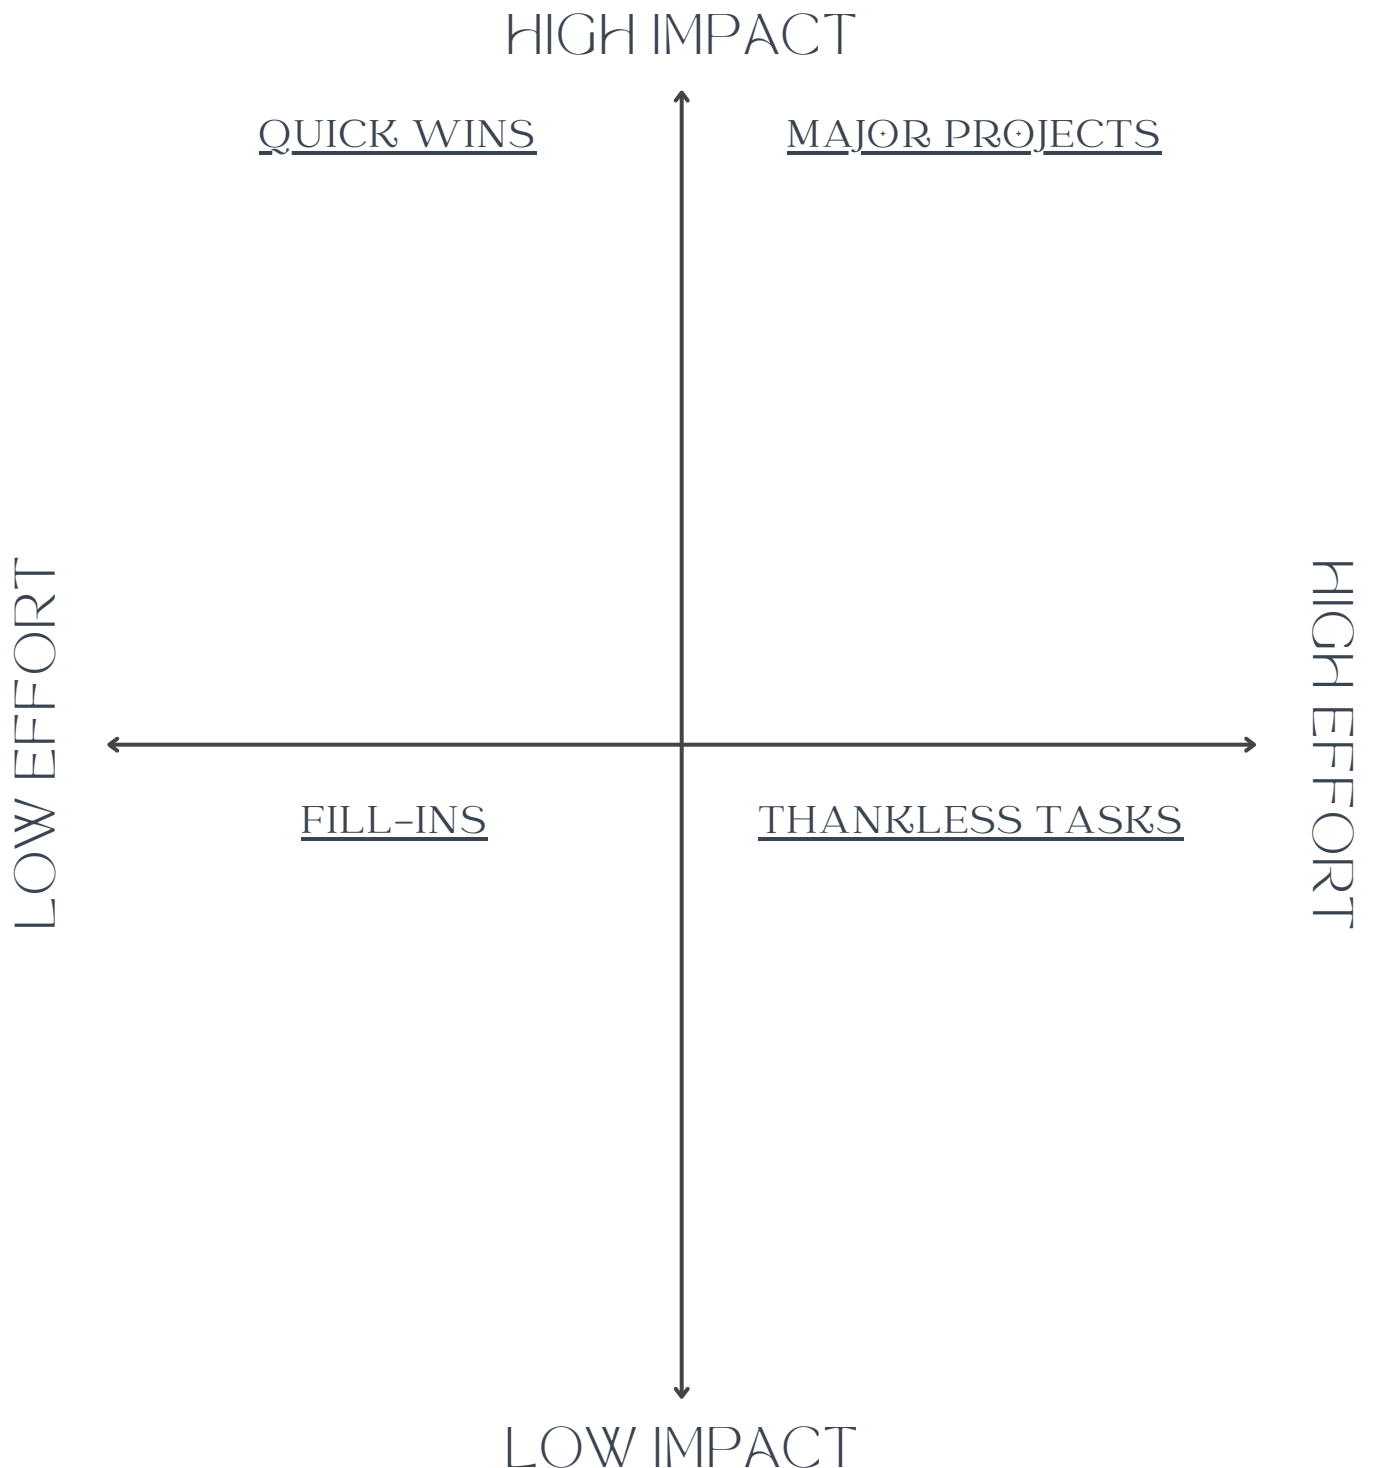 HIGH IMPACT
QUICK WINS
MAJOR PROJECTS
LOW EFFORT
HIGH EFFORT
FILL-INS
THANKLESS TASKS
LOW IMPACT